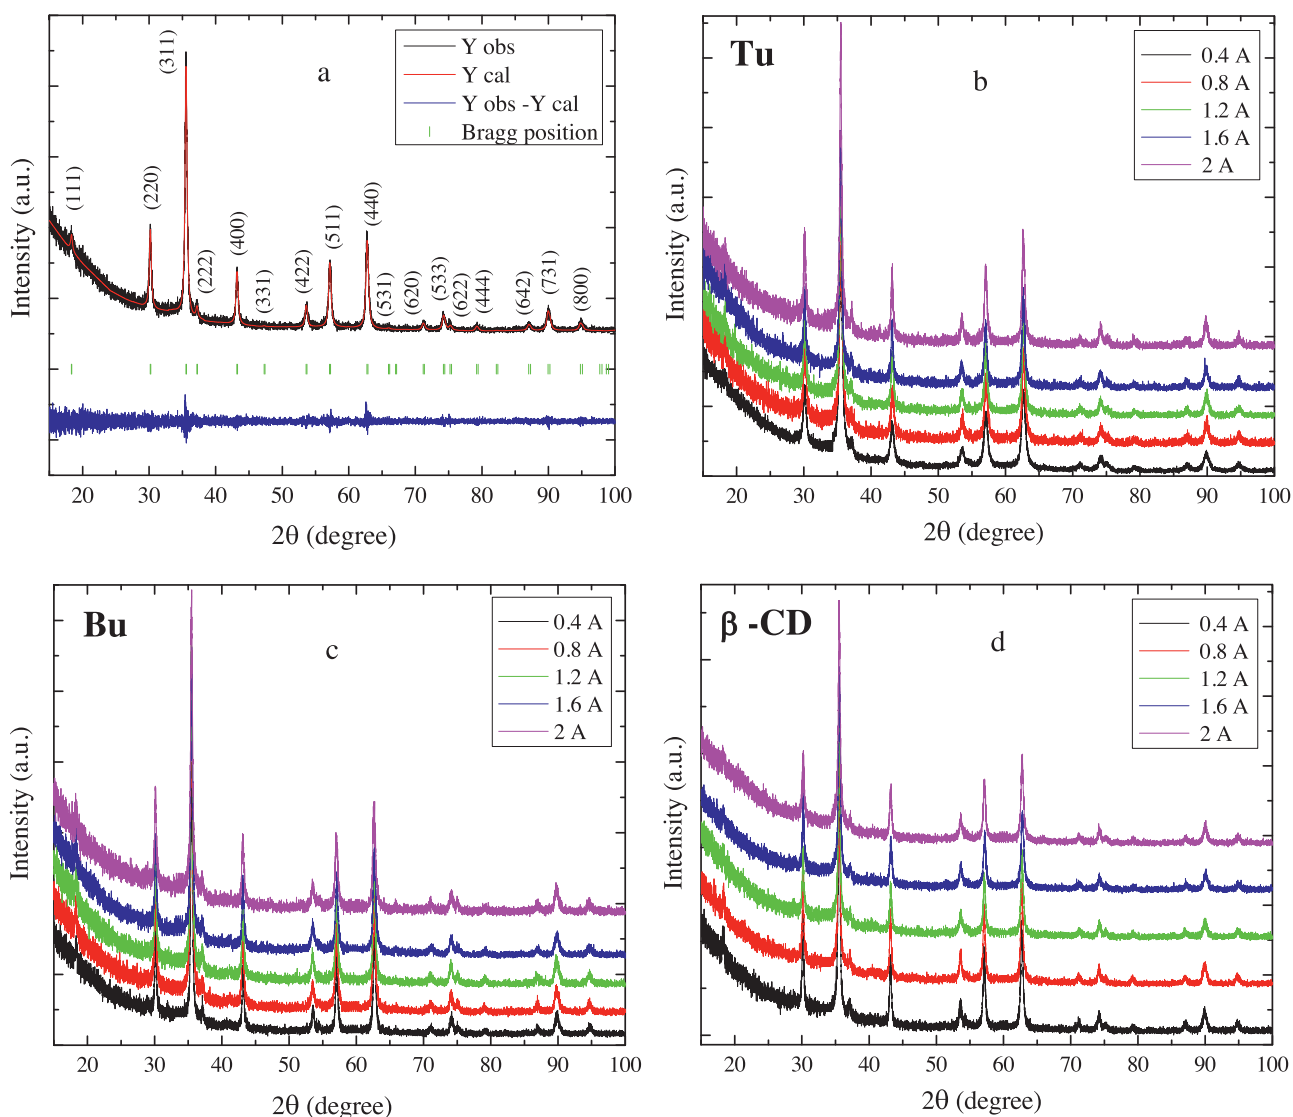 a
Y obs
Y cal
Y obs -Y cal
Bragg position
(111)
(220)
(311)
(222)
(400)
(331)
(422)
(511)
(440)
(531)
(620)
(533)
(622)
(444)
(642)
(731)
(800)
Intensity (a.u.)
20 30 40 50 60 70 80 90 100
2θ (degree)
Tu
b
0.4 A
0.8 A
1.2 A
1.6 A
2 A
Intensity (a.u.)
20 30 40 50 60 70 80 90 100
2θ (degree)
Bu
c
0.4 A
0.8 A
1.2 A
1.6 A
2 A
Intensity (a.u.)
20 30 40 50 60 70 80 90 100
2θ (degree)
β -CD
d
0.4 A
0.8 A
1.2 A
1.6 A
2 A
Intensity (a.u.)
20 30 40 50 60 70 80 90 100
2θ (degree)